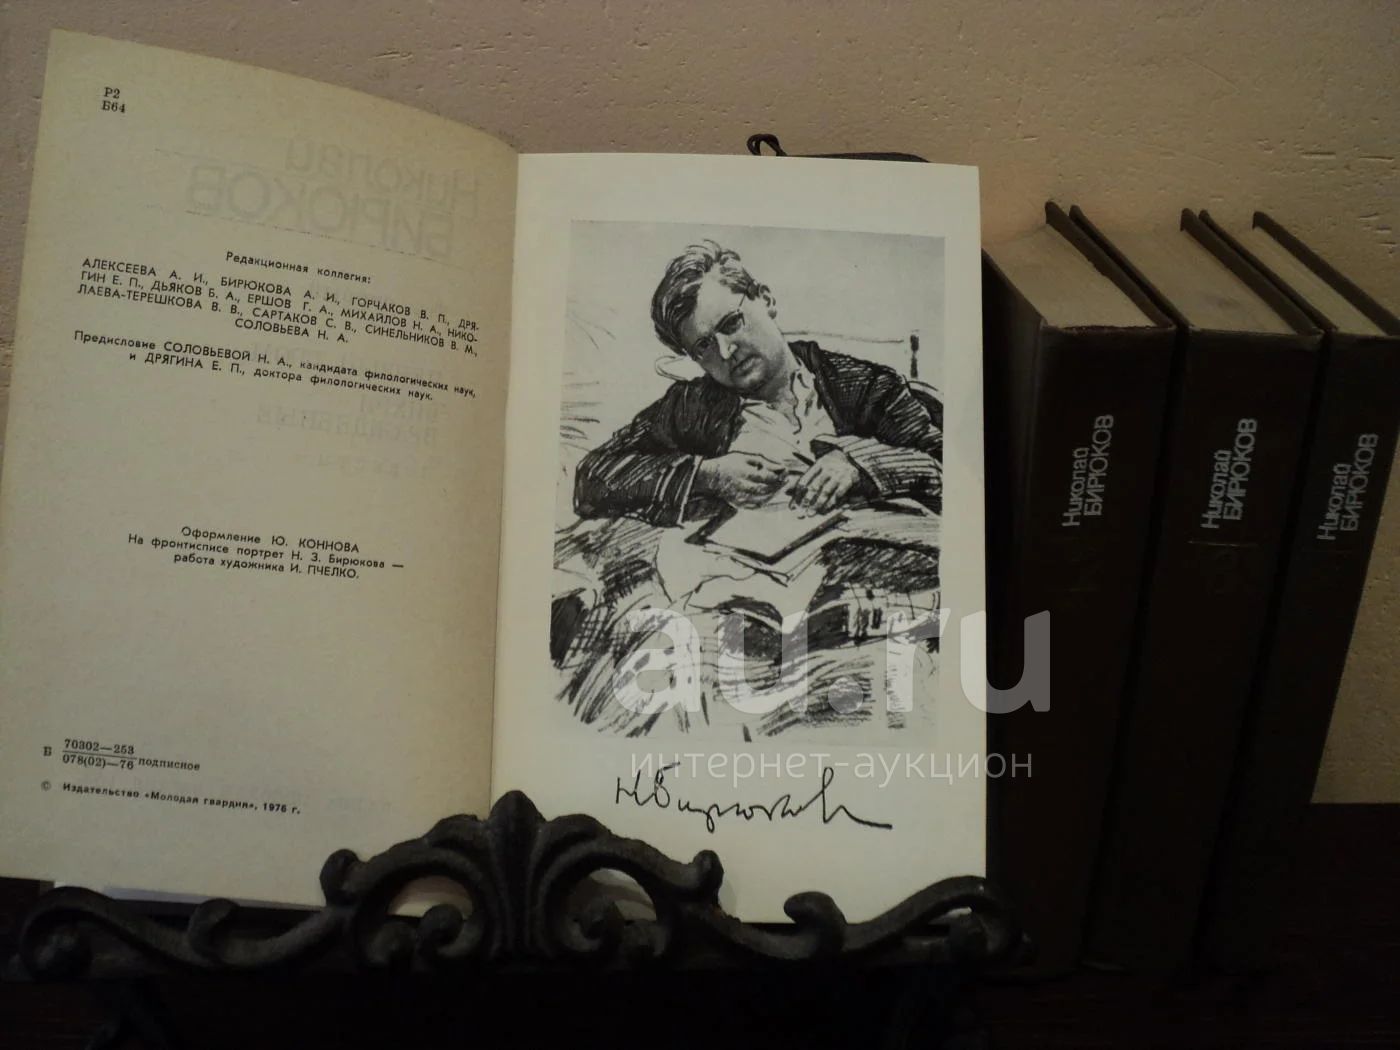 Р2
Б64
Редакционная коллегия:
АЛЕКСЕЕВА А. И., БИРЮКОВА А. И., ГОРЧАКОВ В. П., ДРЯ-
ГИН Е. П., ДЬЯКОВ Б. А., ЕРШОВ Г. А., МИХАЙЛОВ Н. А., НИКО-
ЛАЕВА-ТЕРЕШКОВА В. В., САРТАКОВ С. В., СИНЕЛЬНИКОВ В. М.,
СОЛОВЬЕВА Н. А.
Предисловие СОЛОВЬЕВОЙ Н. А., кандидата филологических наук,
и ДРЯГИНА Е. П., доктора филологических наук.
Оформление Ю. КОННОВА
На фронтисписе портрет Н. З. Бирюкова —
работа художника И. ПЧЕЛКО.
Б 70302—253
078(02)—76 подписное
© Издательство «Молодая гвардия», 1976 г.
Н Бирюков
au.ru
интернет-аукцион
Николай
БИРЮКОВ
Николай
БИРЮКОВ
Николай
БИРЮКОВ